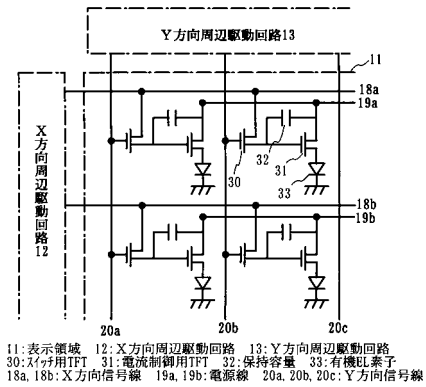 Y方向周辺駆動回路13
11
18a
19a
X方向周辺駆動回路12
32
31
30
33
18b
19b
20a
20b
20c
11:表示領域 12:X方向周辺駆動回路 13:Y方向周辺駆動回路
30:スイッチ用TFT 31:電流制御用TFT 32:保持容量 33:有機EL素子
18a,18b:X方向信号線 19a,19b:電源線 20a,20b,20c:Y方向信号線